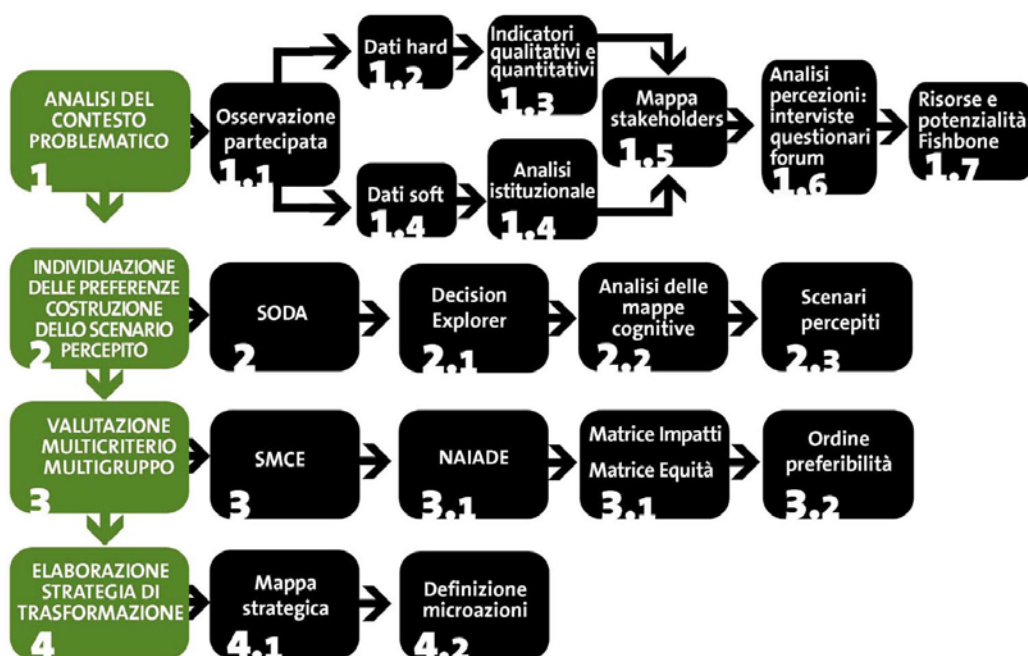 ANALISI DEL
CONTESTO
PROBLEMATICO
1
Osservazione
partecipata
1.1
Dati hard
1.2
Indicatori
qualitativi e
quantitativi
1.3
Dati soft
1.4
Analisi
istituzionale
1.4
Mappa
stakeholders
1.5
Analisi
percezioni:
interviste
questionari
forum
1.6
Risorse e
potenzialità
Fishbone
1.7
INDIVIDUAZIONE
DELLE PREFERENZE
COSTRUZIONE
DELLO SCENARIO
PERCEPITO
2
SODA
2
Decision
Explorer
2.1
Analisi delle
mappe
cognitive
2.2
Scenari
percepiti
2.3
VALUTAZIONE
MULTICRITERIO
MULTIGRUPPO
3
SMCE
3
NAIADE
3.1
Matrice Impatti
Matrice Equità
3.1
Ordine
preferibilità
3.2
ELABORAZIONE
STRATEGIA DI
TRASFORMAZIONE
4
Mappa
strategica
4.1
Definizione
microazioni
4.2